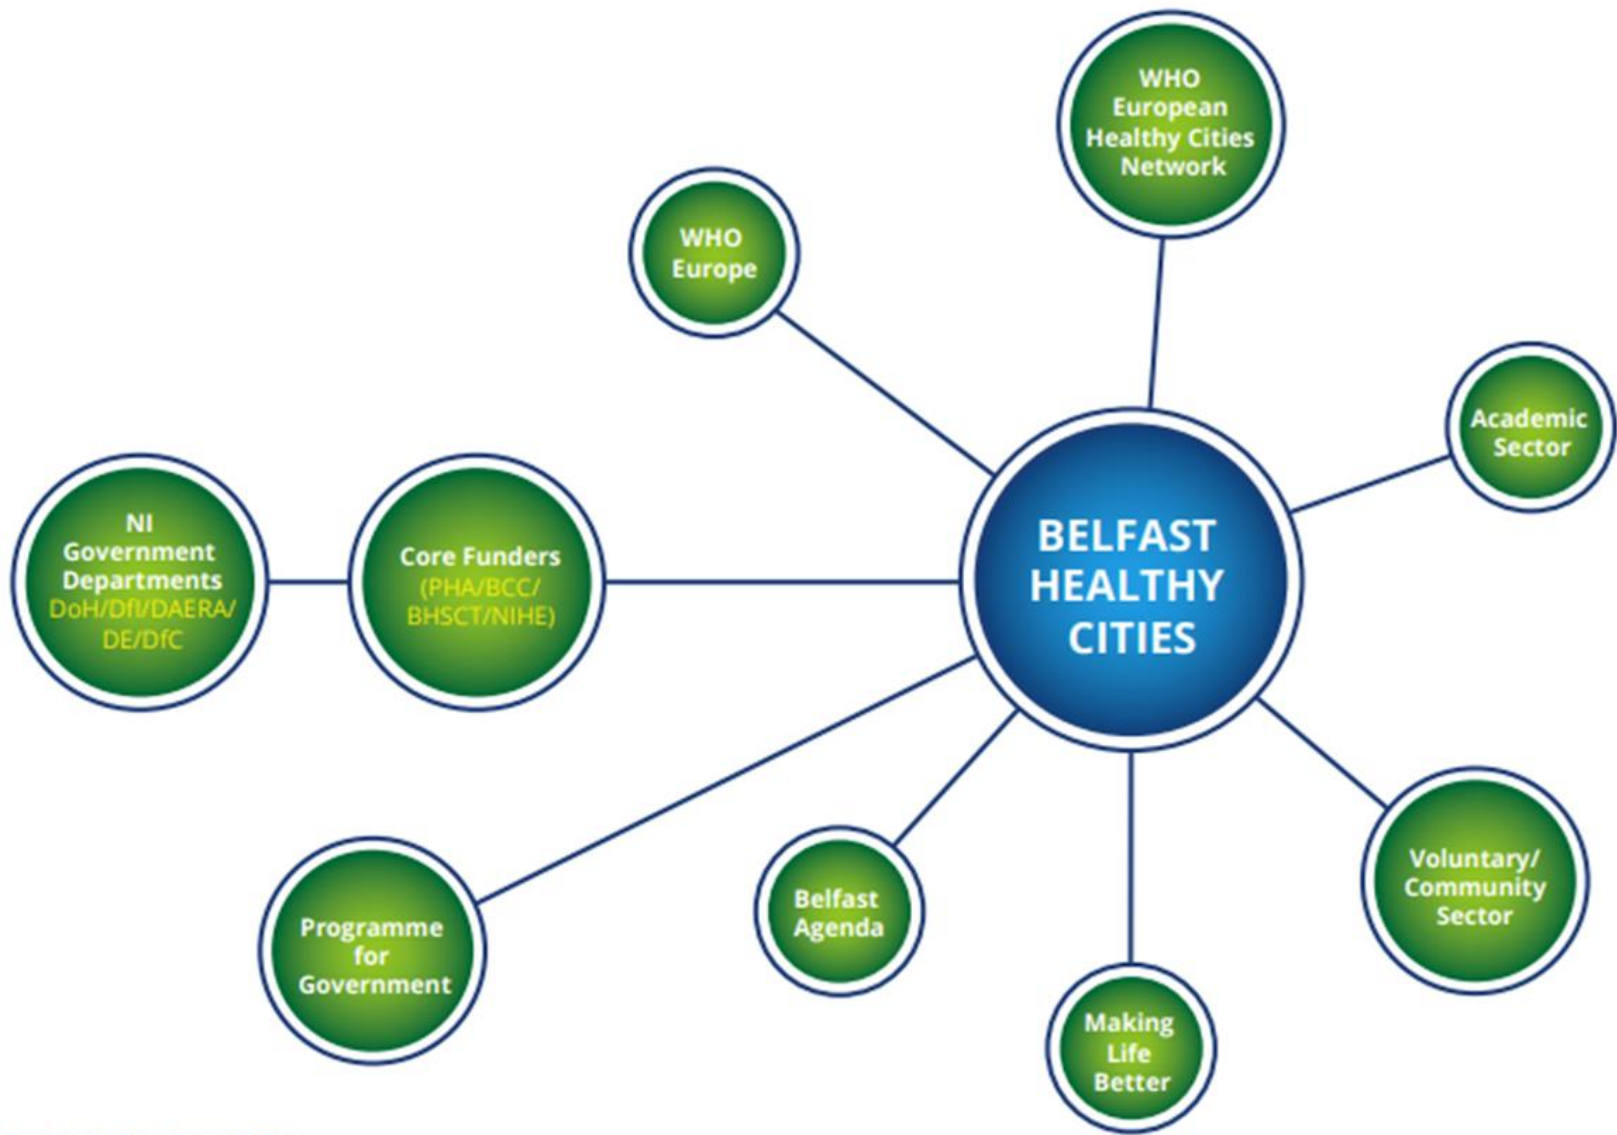 WHO
European
Healthy Cities
Network
WHO
Europe
Academic
Sector
BELFAST
HEALTHY
CITIES
NI
Government
Departments
DoH/DfI/DAERA/
DE/DfC
Core Funders
(PHA/BCC/
BHSCT/NIHE)
Programme
for
Government
Belfast
Agenda
Making
Life
Better
Voluntary/
Community
Sector